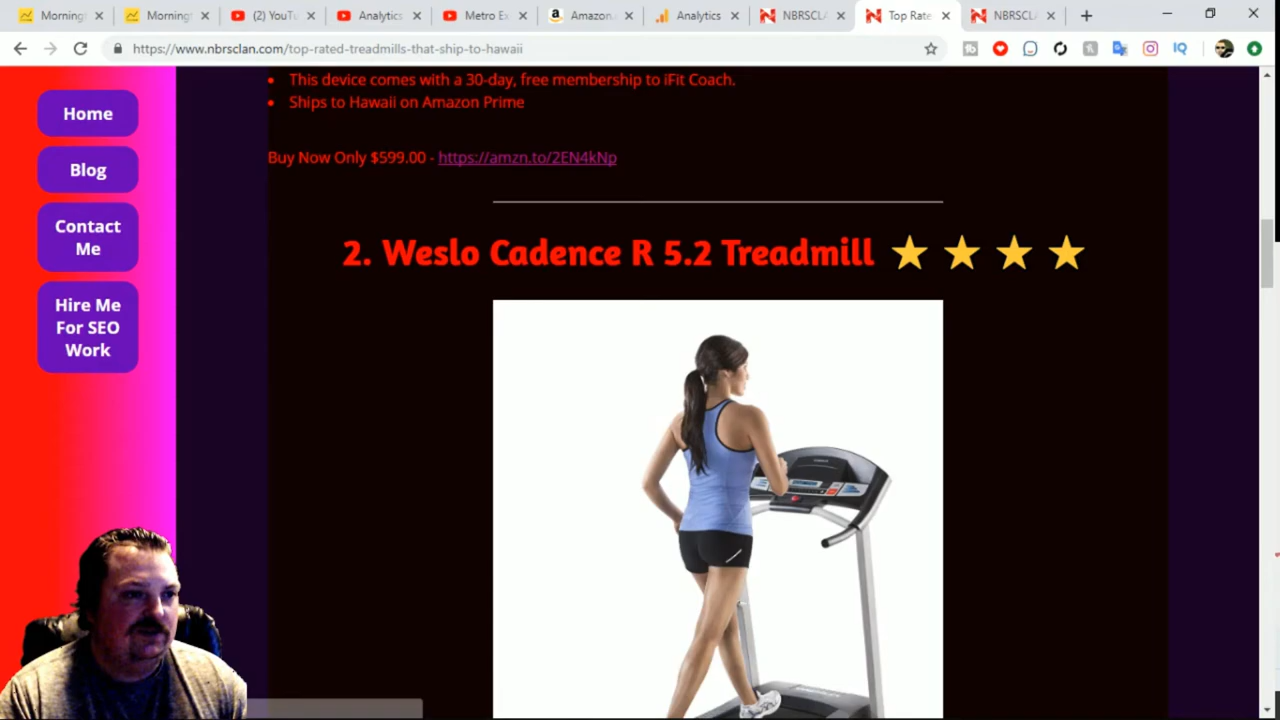 Morning
Morning
(2) YouTu
Analytics
Metro Ex
Amazon.
Analytics
NBRSCLA
Top Rate
NBRSCLA
https://www.nbrsclan.com/top-rated-treadmills-that-ship-to-hawaii
Home
Blog
Contact
Me
Hire Me
For SEO
Work
• This device comes with a 30-day, free membership to iFit Coach.
• Ships to Hawaii on Amazon Prime
Buy Now Only $599.00 - https://amzn.to/2EN4kNp
2. Weslo Cadence R 5.2 Treadmill